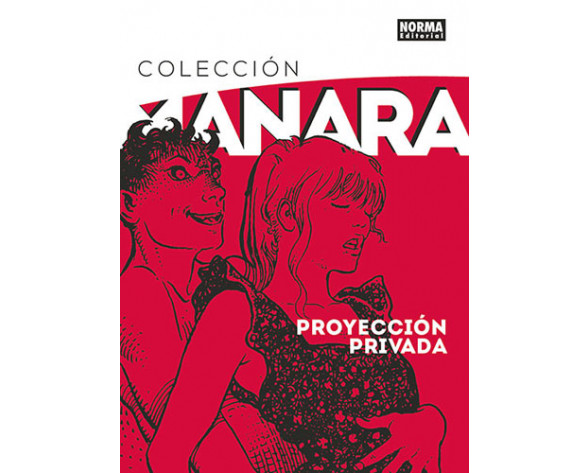 NORMA
Editorial
COLECCIÓN
MANARA
PROYECCIÓN
PRIVADA